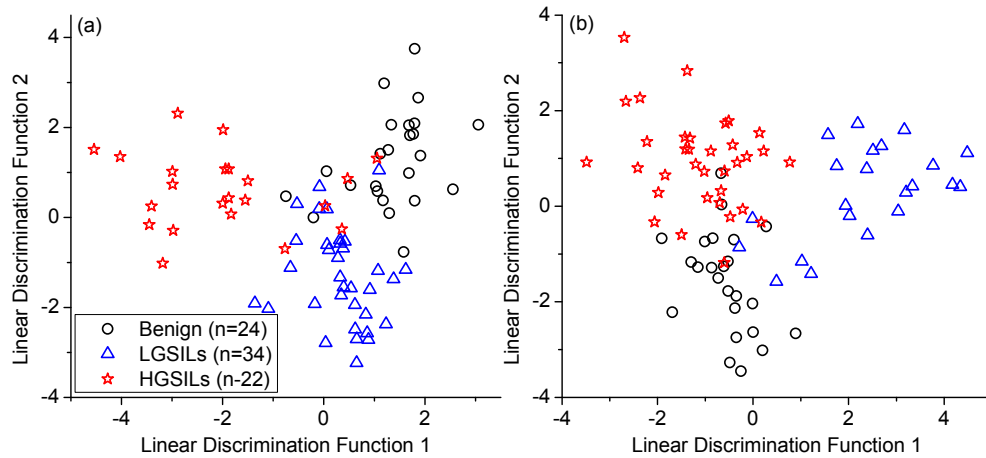 (a)
(b)
Linear Discrimination Function 2
4
2
0
-2
-4
Benign (n=24)
LGSILs (n=34)
HGSILs (n-22)
-4
-2
0
2
Linear Discrimination Function 1
Linear Discrimination Function 2
4
2
0
-2
-4
-4
-2
0
2
4
Linear Discrimination Function 1